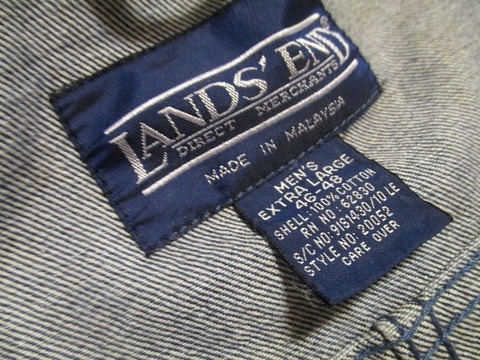 LANDS' END®
DIRECT MERCHANTS
MADE IN MALAYSIA
MEN'S
EXTRA LARGE
46-48
SHELL: 100% COTTON
RN NO: 62830
S/C NO: 91S1430/10 LE
STYLE NO: 20052
CARE OVER